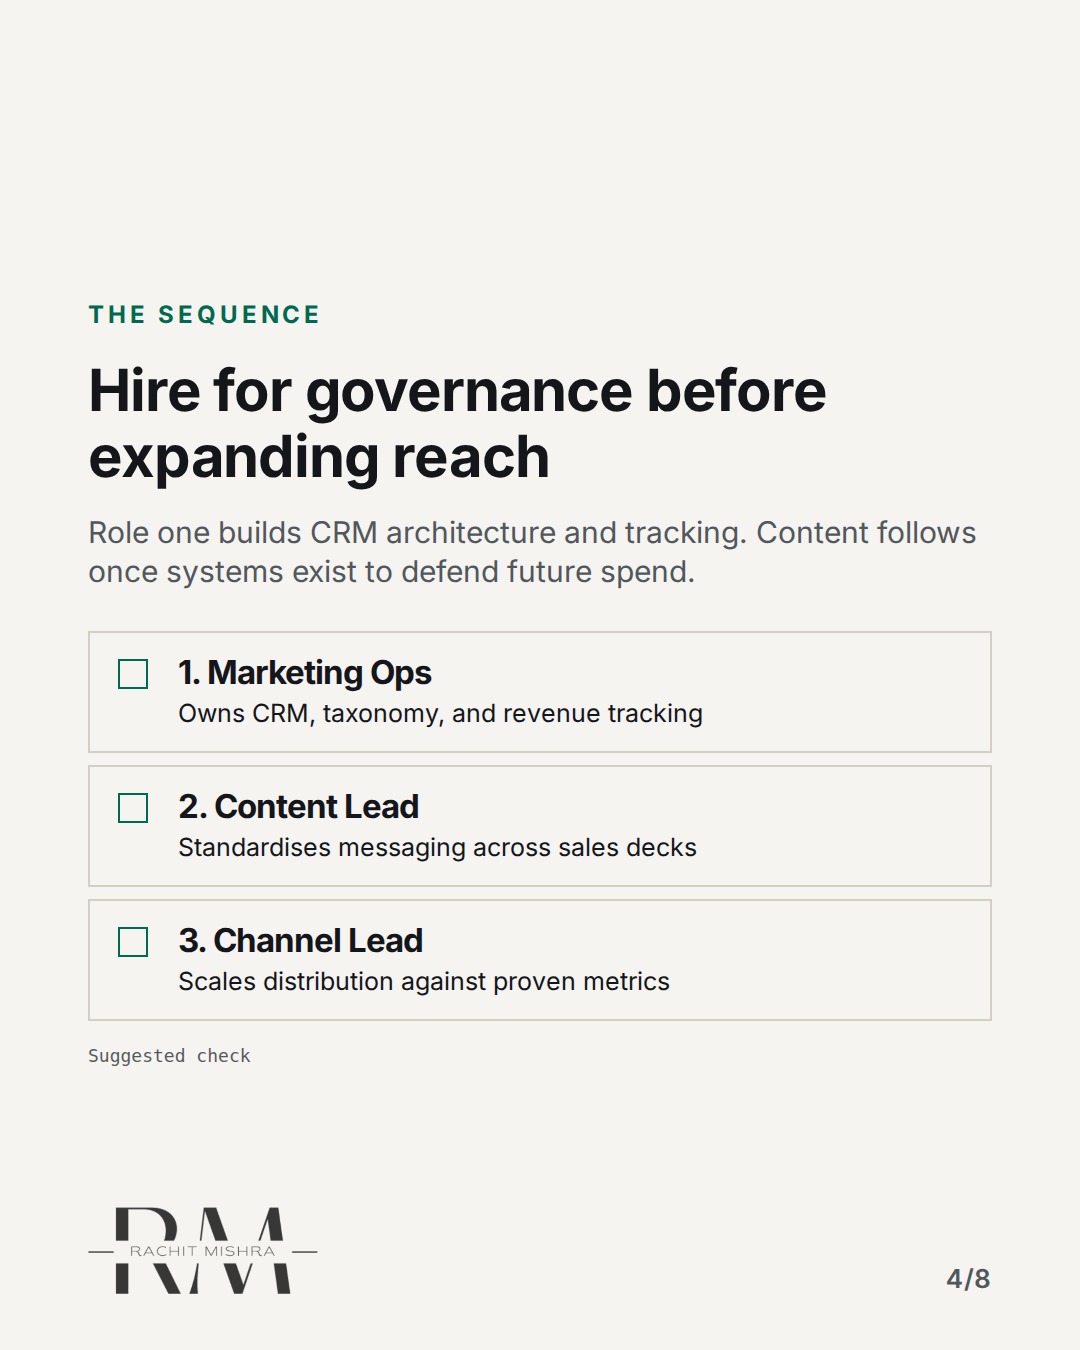 THE SEQUENCE
Hire for governance before
expanding reach
Role one builds CRM architecture and tracking. Content follows
once systems exist to defend future spend.
1. Marketing Ops
Owns CRM, taxonomy, and revenue tracking
2. Content Lead
Standardises messaging across sales decks
3. Channel Lead
Scales distribution against proven metrics
Suggested check
RM
RACHIT MISHRA
4/8